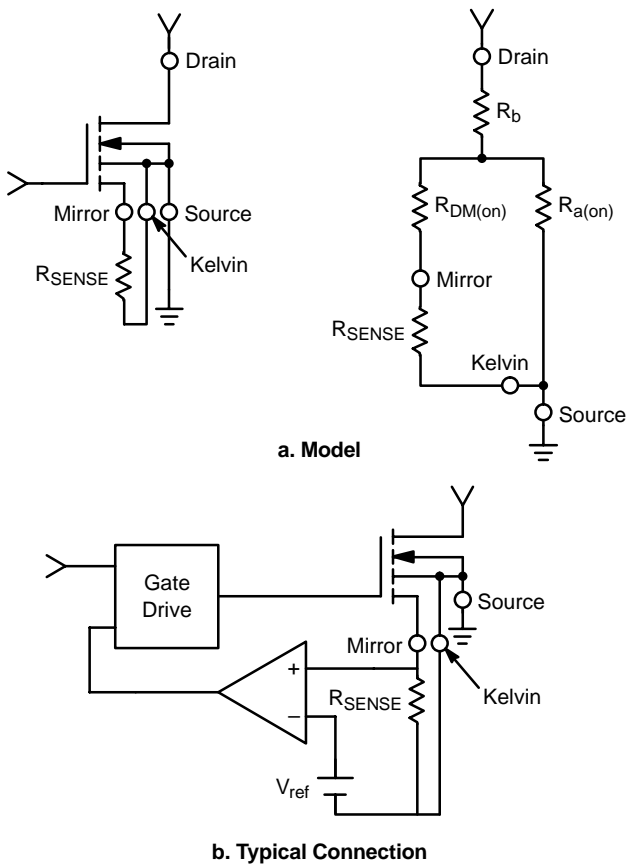 Drain
Mirror
Source
Kelvin
RSENSE
Drain
Rb
RDM(on)
Ra(on)
Mirror
RSENSE
Kelvin
Source
a. Model
Gate
Drive
Source
Mirror
Kelvin
+
RSENSE
−
Vref
b. Typical Connection